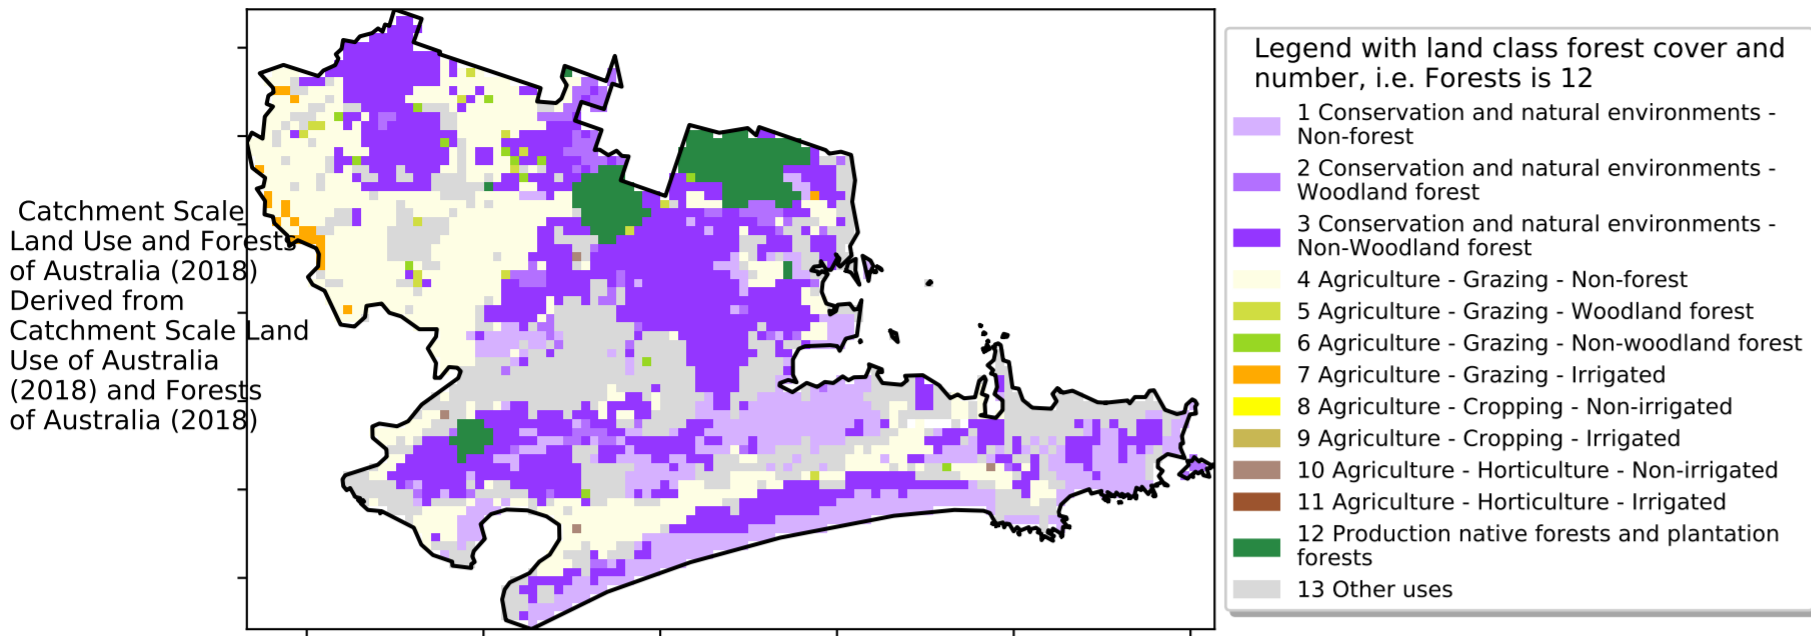 Catchment Scale
Land Use and Forests
of Australia (2018)
Derived from
Catchment Scale Land
Use of Australia
(2018) and Forests
of Australia (2018)
Legend with land class forest cover and
number, i.e. Forests is 12
1 Conservation and natural environments -
Non-forest
2 Conservation and natural environments -
Woodland forest
3 Conservation and natural environments -
Non-Woodland forest
4 Agriculture - Grazing - Non-forest
5 Agriculture - Grazing - Woodland forest
6 Agriculture - Grazing - Non-woodland forest
7 Agriculture - Grazing - Irrigated
8 Agriculture - Cropping - Non-irrigated
9 Agriculture - Cropping - Irrigated
10 Agriculture - Horticulture - Non-irrigated
11 Agriculture - Horticulture - Irrigated
12 Production native forests and plantation
forests
13 Other uses